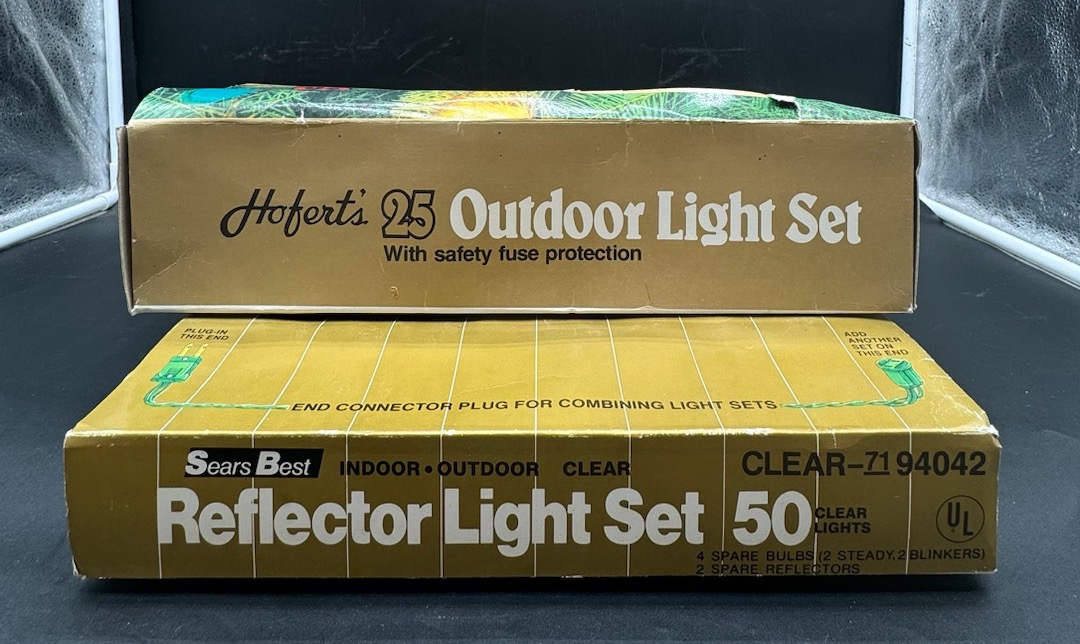 Hofert's 25 Outdoor Light Set
With safety fuse protection
PLUG-IN
THIS END
ADD
ANOTHER
SET ON
THIS END
END CONNECTOR PLUG FOR COMBINING LIGHT SETS
Sears Best INDOOR • OUTDOOR CLEAR CLEAR-71 94042
Reflector Light Set 50 CLEAR
LIGHTS
UL
4 SPARE BULBS (2 STEADY, 2 BLINKERS)
2 SPARE REFLECTORS